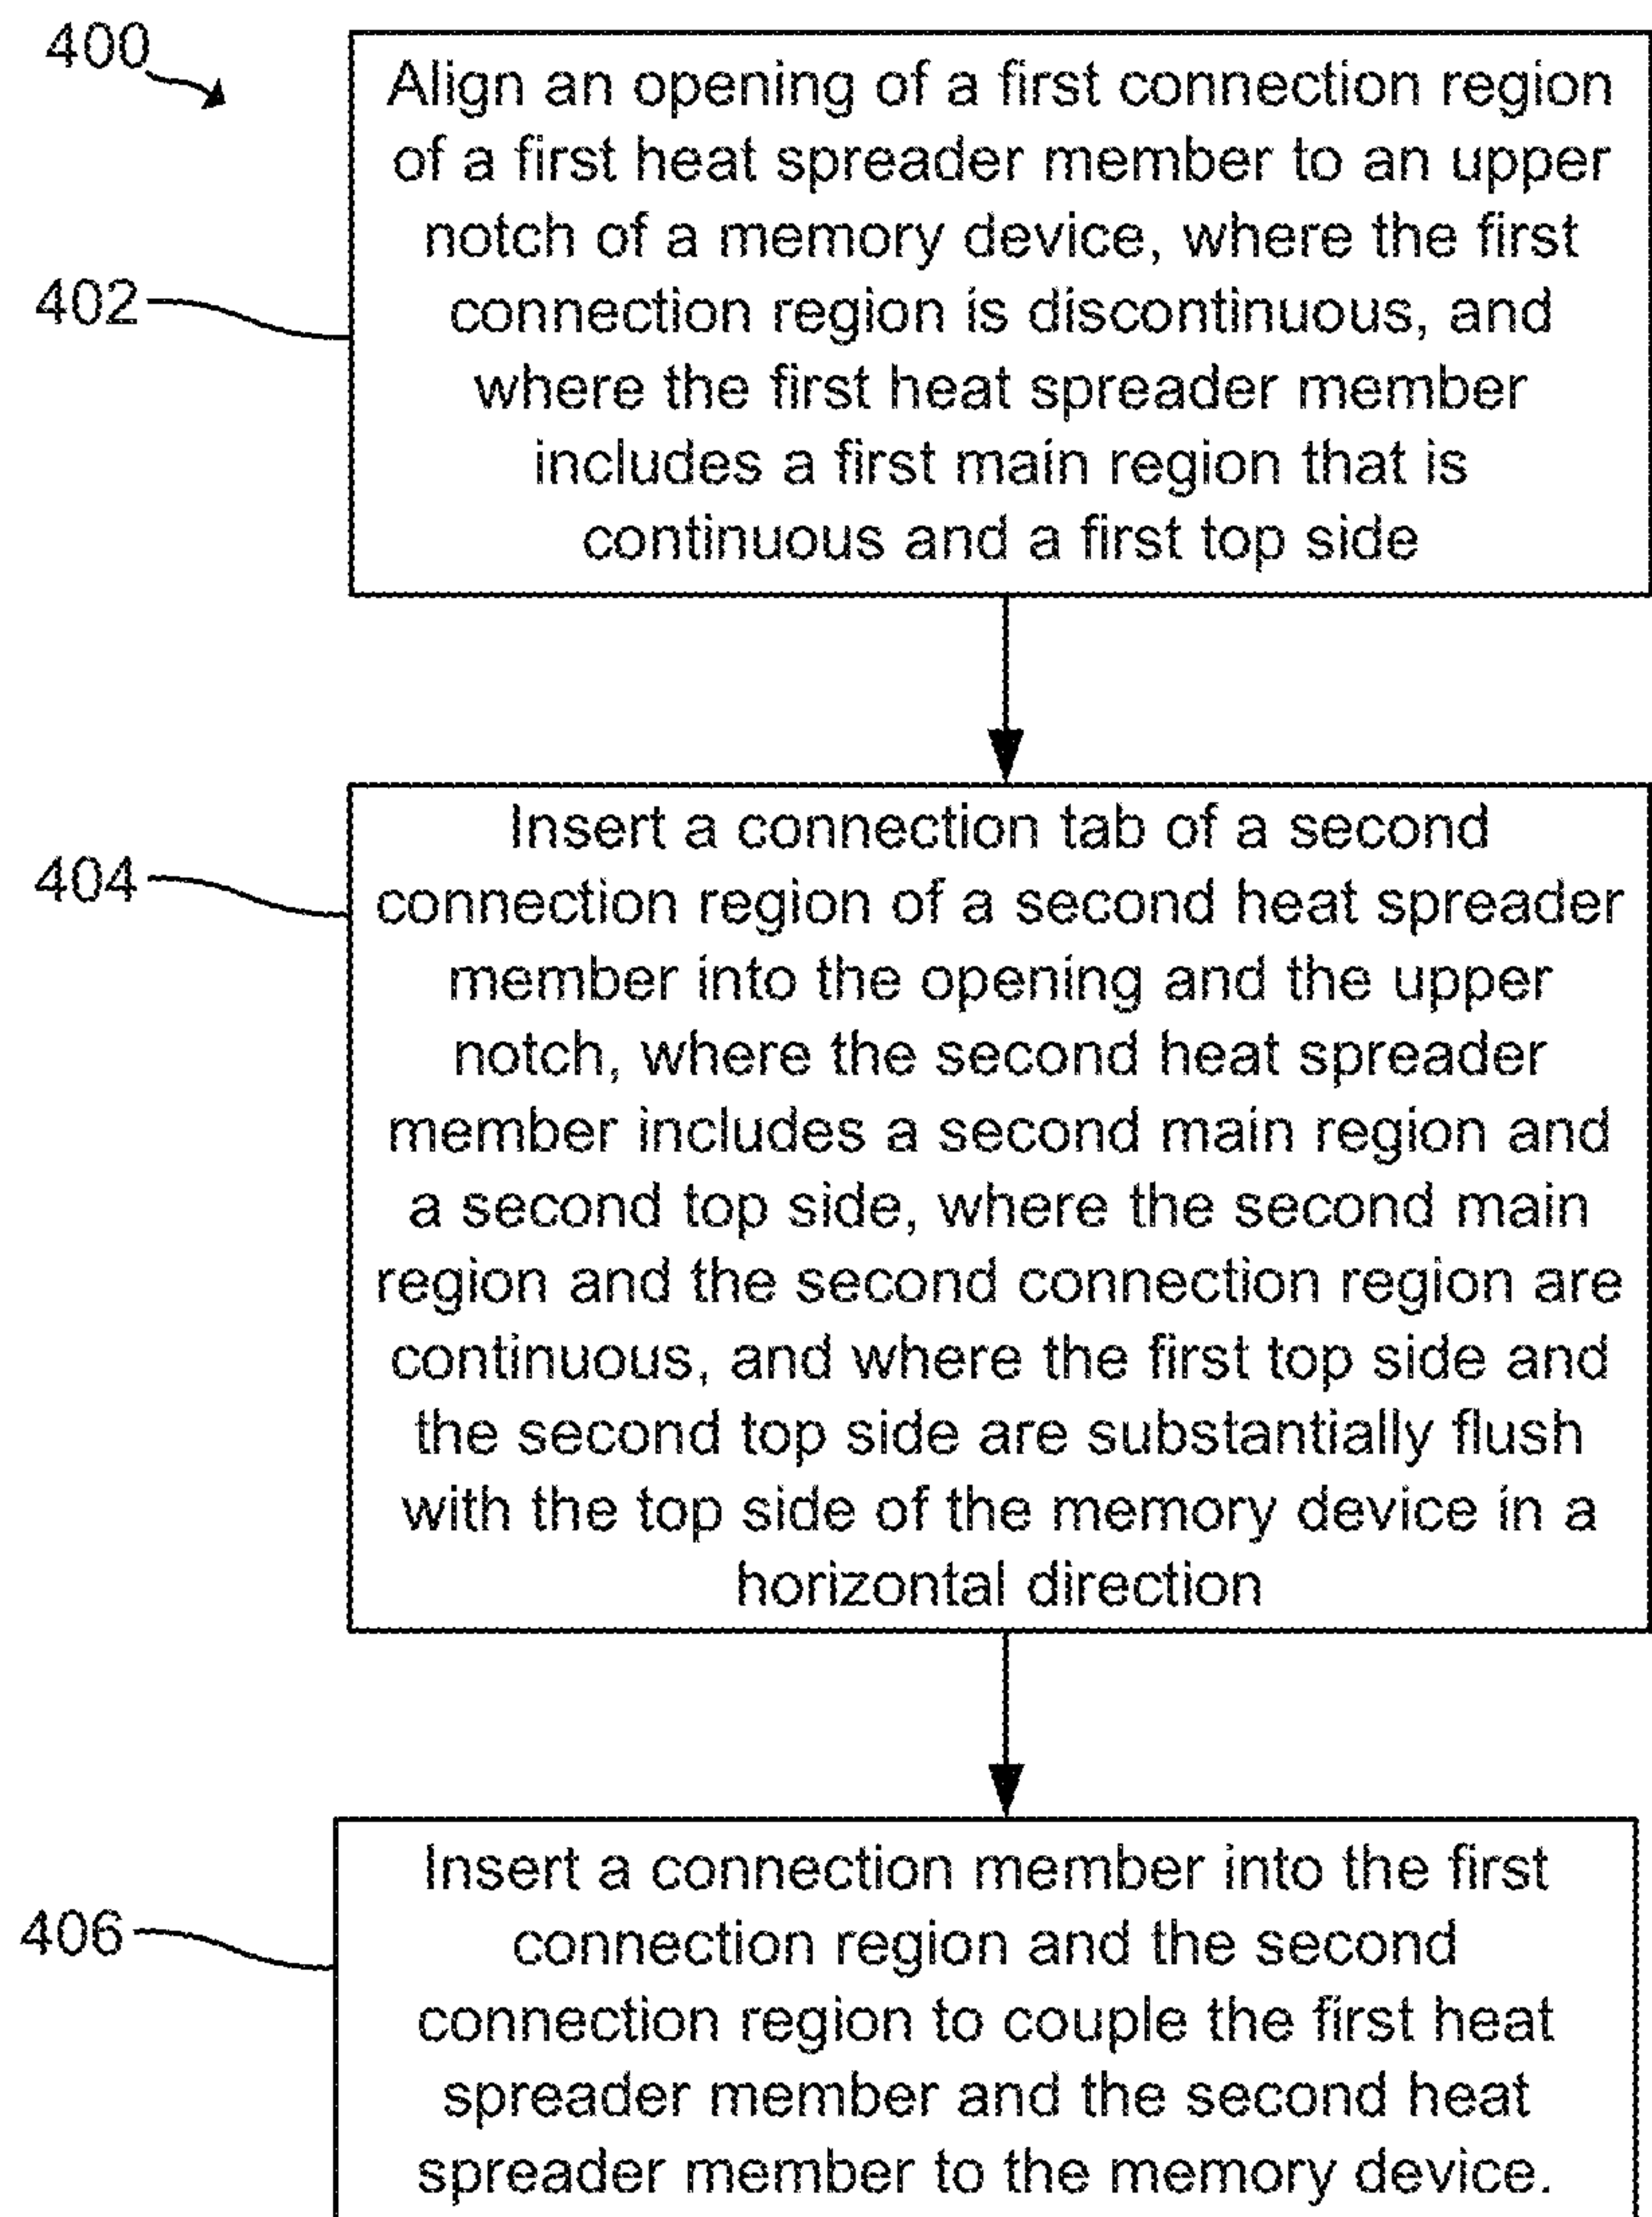 400
Align an opening of a first connection region
of a first heat spreader member to an upper
notch of a memory device, where the first
402
connection region is discontinuous, and
where the first heat spreader member
includes a first main region that is
continuous and a first top side
Insert a connection tab of a second
404
connection region of a second heat spreader
member into the opening and the upper
notch, where the second heat spreader
member includes a second main region and
a second top side, where the second main
region and the second connection region are
continuous, and where the first top side and
the second top side are substantially flush
with the top side of the memory device in a
horizontal direction
Insert a connection member into the first
406
connection region and the second
connection region to couple the first heat
spreader member and the second heat
spreader member to the memory device.